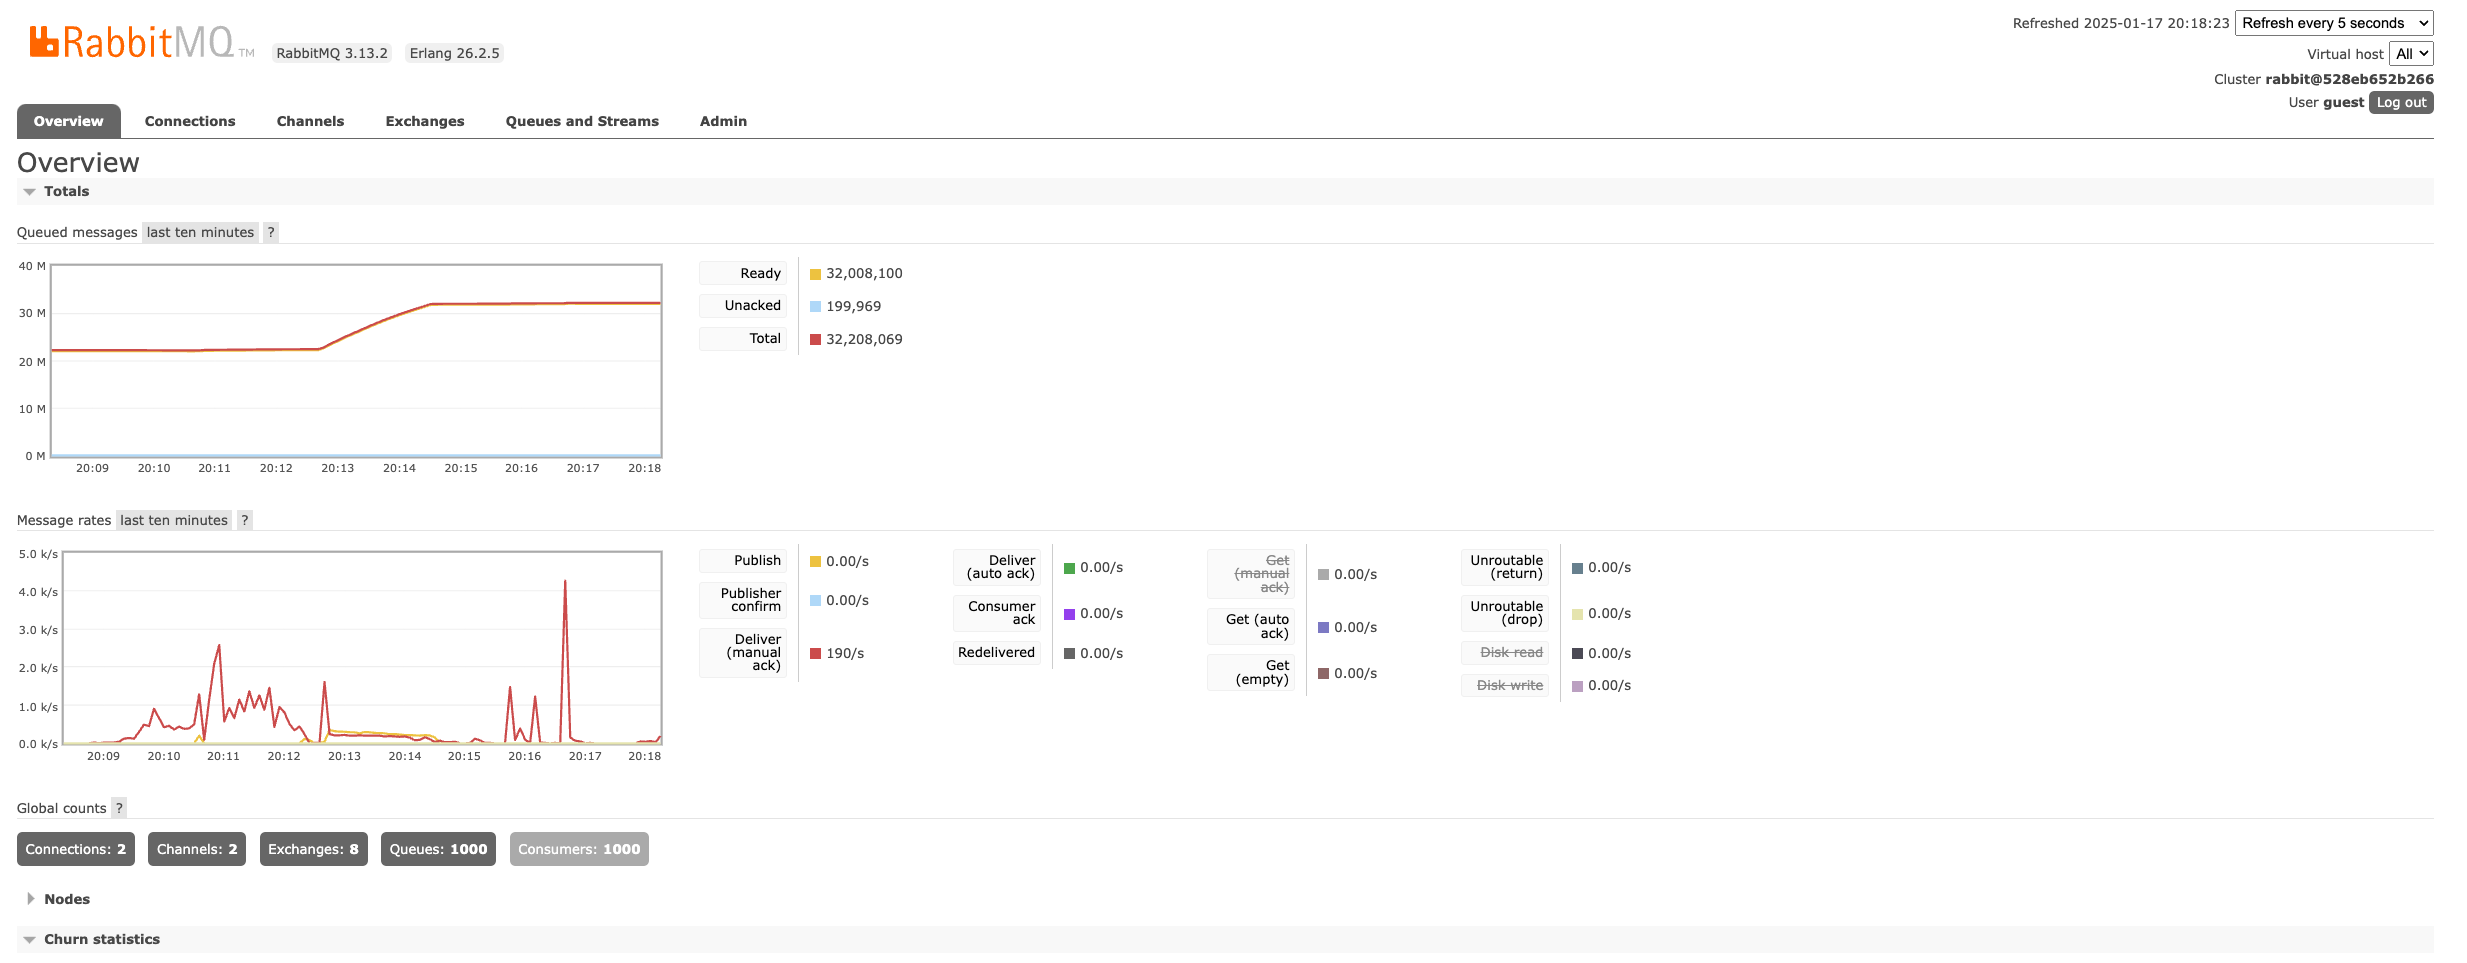 RabbitMQ TM RabbitMQ 3.13.2 Erlang 26.2.5
Refreshed 2025-01-17 20:18:23 Refresh every 5 seconds
Virtual host All
Cluster rabbit@528eb652b266
User guest Log out
Overview Connections Channels Exchanges Queues and Streams Admin
Overview
Totals
Queued messages last ten minutes ?
40 M
30 M
20 M
10 M
0 M
20:09 20:10 20:11 20:12 20:13 20:14 20:15 20:16 20:17 20:18
Ready 32,008,100
Unacked 199,969
Total 32,208,069
Message rates last ten minutes ?
5.0 k/s
4.0 k/s
3.0 k/s
2.0 k/s
1.0 k/s
0.0 k/s
20:09 20:10 20:11 20:12 20:13 20:14 20:15 20:16 20:17 20:18
Publish 0.00/s
Publisher
confirm 0.00/s
Deliver
(manual
ack) 190/s
Deliver
(auto ack) 0.00/s
Consumer
ack 0.00/s
Redelivered 0.00/s
Get
(manual
ack) 0.00/s
Get (auto
ack) 0.00/s
Get
(empty) 0.00/s
Unroutable
(return) 0.00/s
Unroutable
(drop) 0.00/s
Disk read 0.00/s
Disk write 0.00/s
Global counts ?
Connections: 2 Channels: 2 Exchanges: 8 Queues: 1000 Consumers: 1000
Nodes
Churn statistics